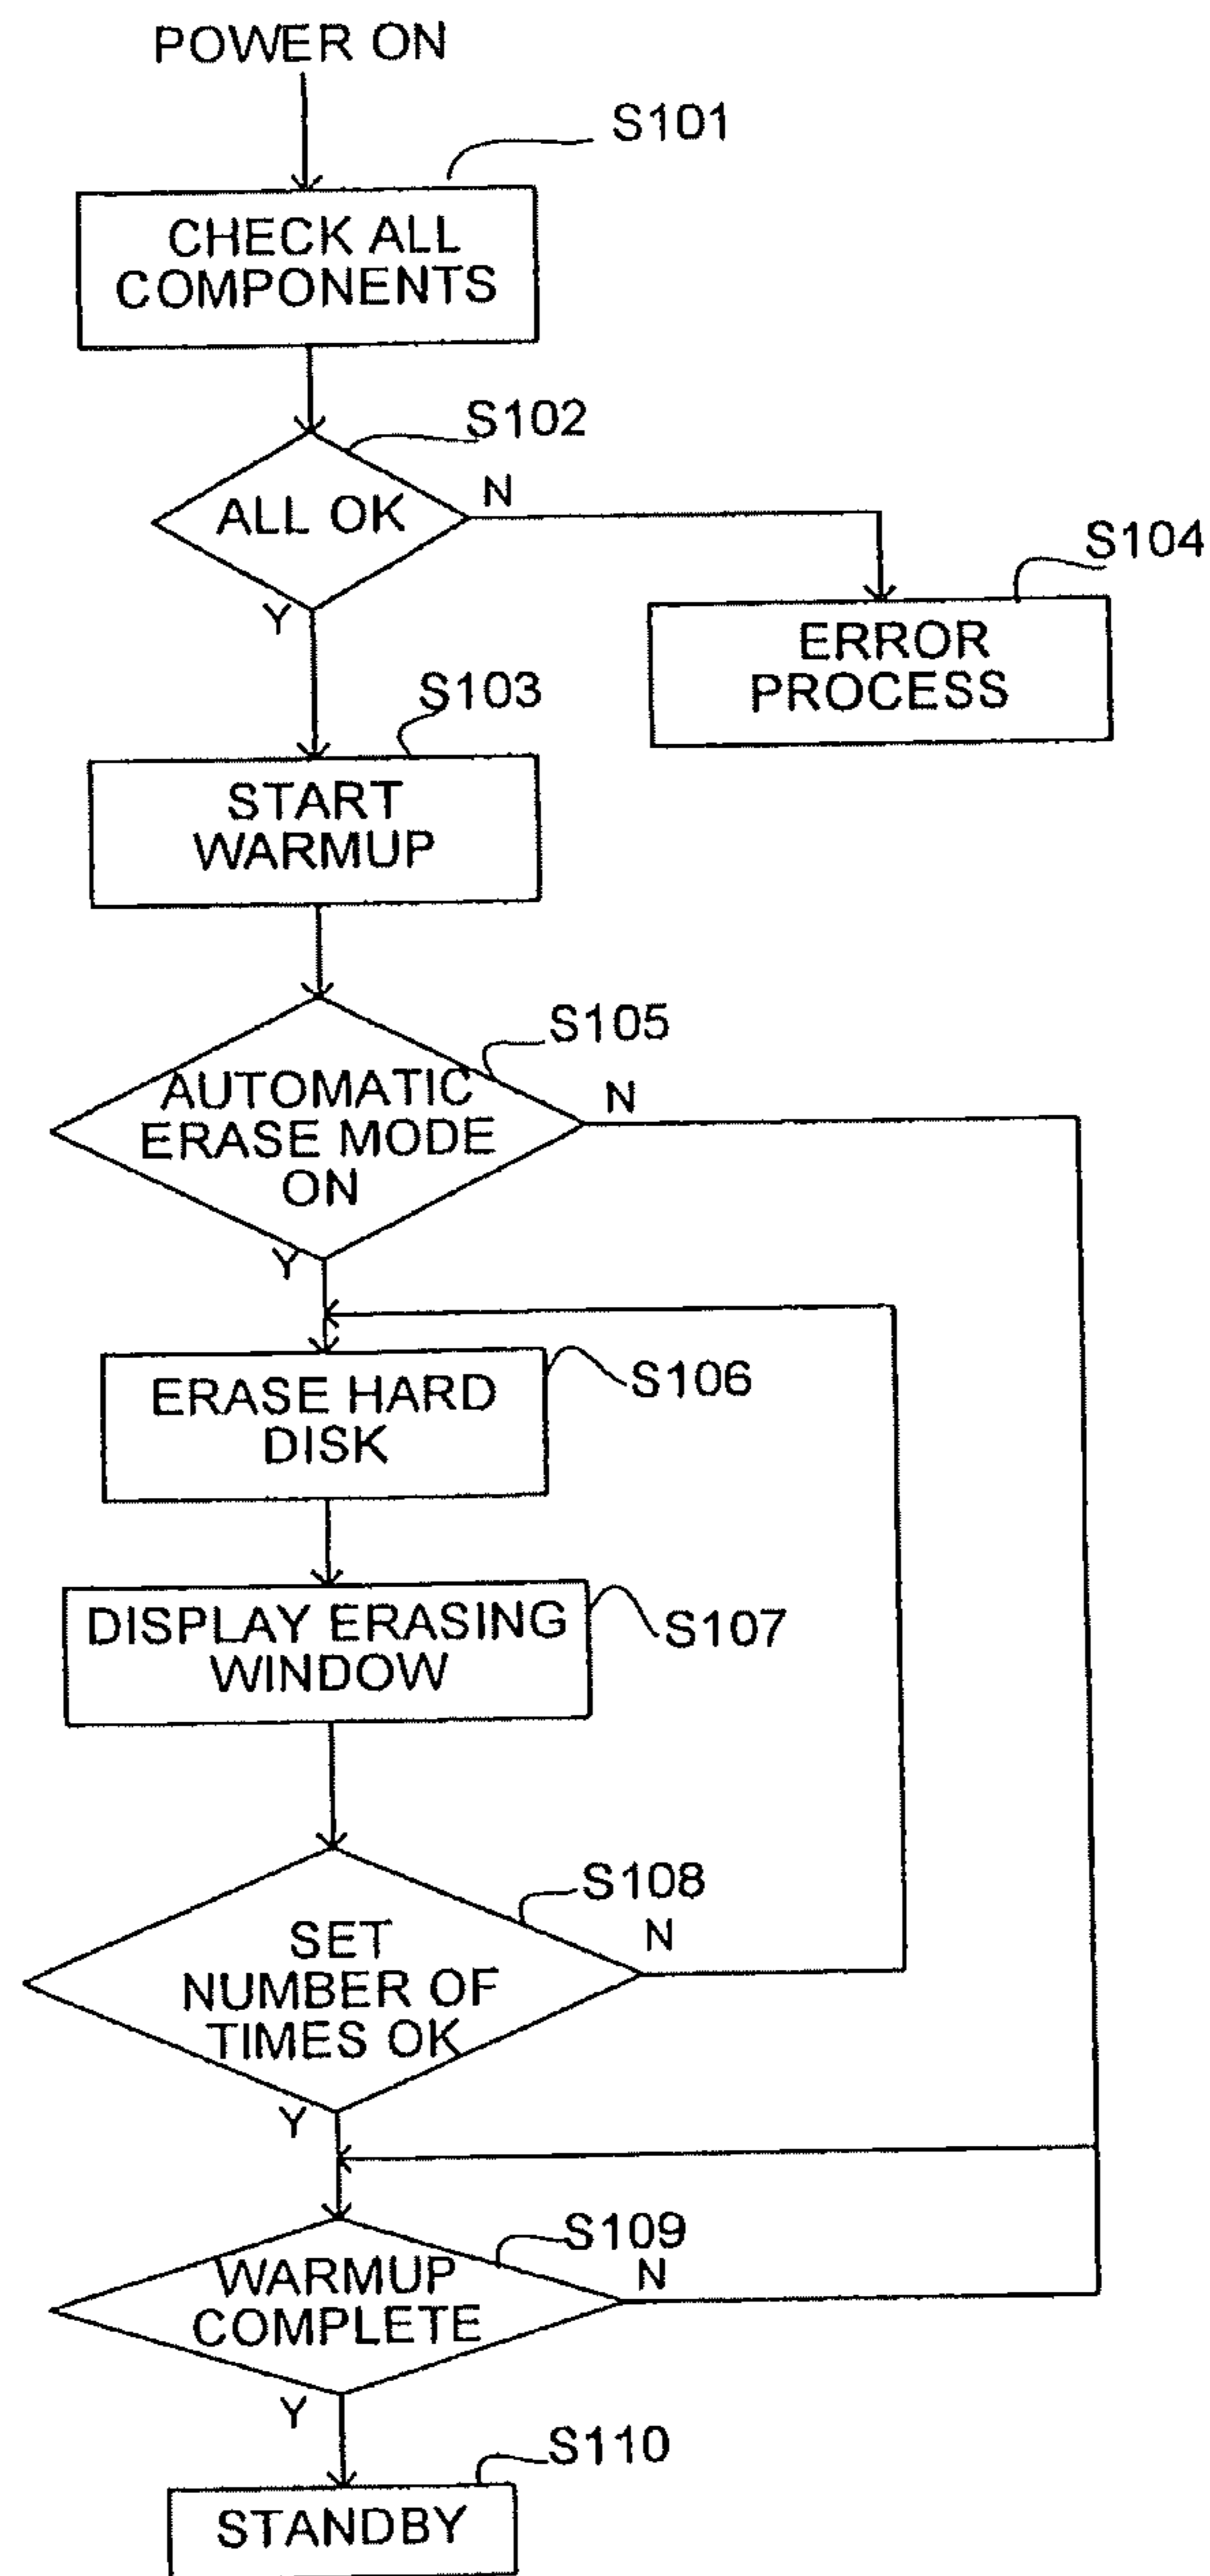 POWER ON
S101
CHECK ALL
COMPONENTS
S102
ALL OK
N
Y
S104
ERROR
PROCESS
S103
START
WARMUP
S105
AUTOMATIC
ERASE MODE
ON
N
Y
S106
ERASE HARD
DISK
S107
DISPLAY ERASING
WINDOW
S108
SET
NUMBER OF
TIMES OK
N
Y
S109
WARMUP
COMPLETE
N
Y
S110
STANDBY